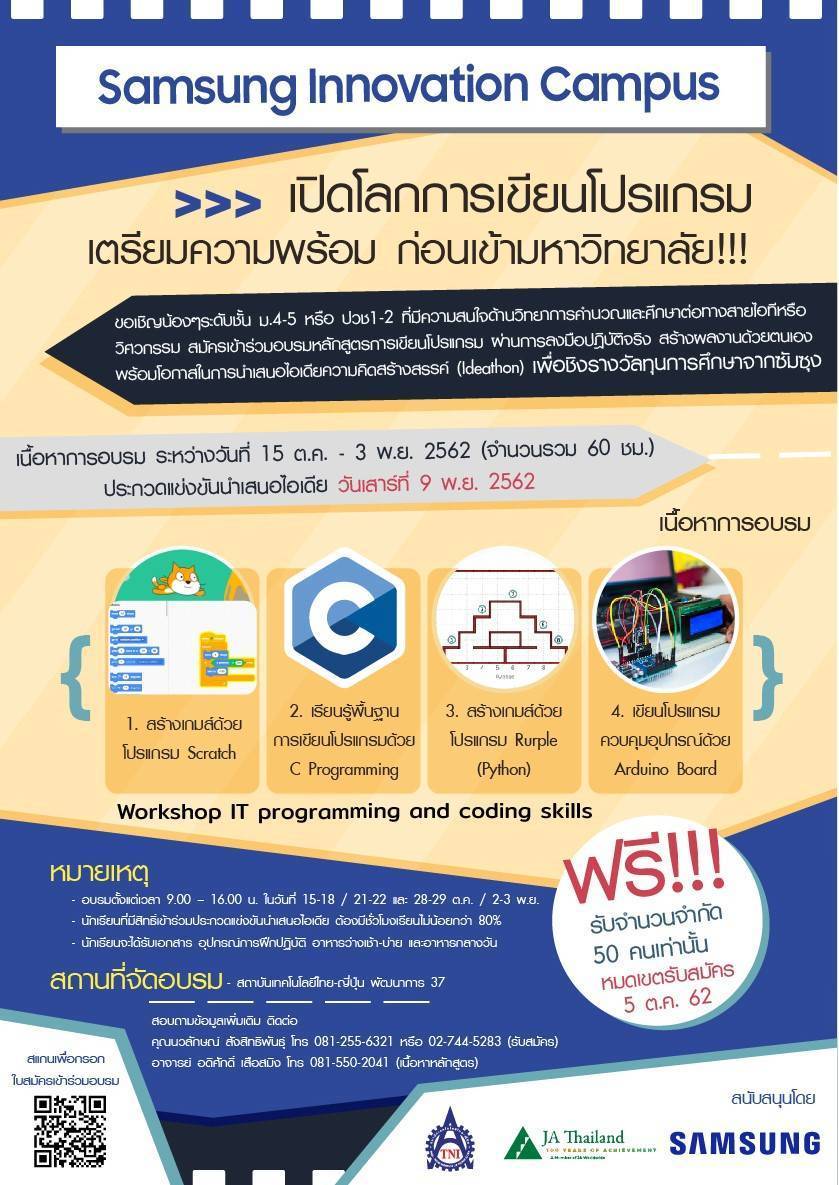 Samsung Innovation Campus
>>> เปิดโลกการเขียนโปรแกรม
เตรียมความพร้อม ก่อนเข้ามหาวิทยาลัย!!!
ขอเชิญน้องๆระดับชั้น ม.4-5 หรือ ปวช1-2 ที่มีความสนใจด้านวิทยาการคำนวณและศึกษาต่อทางสายไอทีหรือ
วิศวกรรม สมัครเข้าร่วมอบรมหลักสูตรการเขียนโปรแกรม ผ่านการลงมือปฏิบัติจริง สร้างผลงานด้วยตนเอง
พร้อมโอกาสในการนำเสนอไอเดียความคิดสร้างสรรค์ (Ideathon) เพื่อชิงรางวัลทุนการศึกษาจากซัมซุง
เนื้อหาการอบรม ระหว่างวันที่ 15 ต.ค. - 3 พ.ย. 2562 (จำนวนรวม 60 ชม.)
ประกวดแข่งขันนำเสนอไอเดีย วันเสาร์ที่ 9 พ.ย. 2562
เนื้อหาการอบรม
1. สร้างเกมส์ด้วย
โปรแกรม Scratch
2. เรียนรู้พื้นฐาน
การเขียนโปรแกรมด้วย
C Programming
3. สร้างเกมส์ด้วย
โปรแกรม Rurple
(Python)
4. เขียนโปรแกรม
ควบคุมอุปกรณ์ด้วย
Arduino Board
Workshop IT programming and coding skills
หมายเหตุ
- อบรมตั้งแต่เวลา 9.00 – 16.00 น. ในวันที่ 15-18 / 21-22 และ 28-29 ต.ค. / 2-3 พ.ย.
- นักเรียนที่มีสิทธิ์เข้าร่วมประกวดแข่งขันนำเสนอไอเดีย ต้องมีชั่วโมงเรียนไม่น้อยกว่า 80%
- นักเรียนจะได้รับเอกสาร อุปกรณ์การฝึกปฏิบัติ อาหารว่างเช้า-บ่าย และอาหารกลางวัน
ฟรี!!!
รับจำนวนจำกัด
50 คนเท่านั้น
หมดเขตรับสมัคร
5 ต.ค. 62
สถานที่จัดอบรม - สถาบันเทคโนโลยีไทย-ญี่ปุ่น พัฒนาการ 37
สอบถามข้อมูลเพิ่มเติม ติดต่อ
คุณนวลักษณ์ สังสิทธิพันธุ์ โทร 081-255-6321 หรือ 02-744-5283 (รับสมัคร)
อาจารย์ อดิศักดิ์ เสือสมิง โทร 081-550-2041 (เนื้อหาหลักสูตร)
สแกนเพื่อกรอก
ใบสมัครเข้าร่วมอบรม
สนับสนุนโดย
TNI
JA Thailand
100 YEARS OF ACHIEVEMENT
A Member of JA Worldwide
SAMSUNG